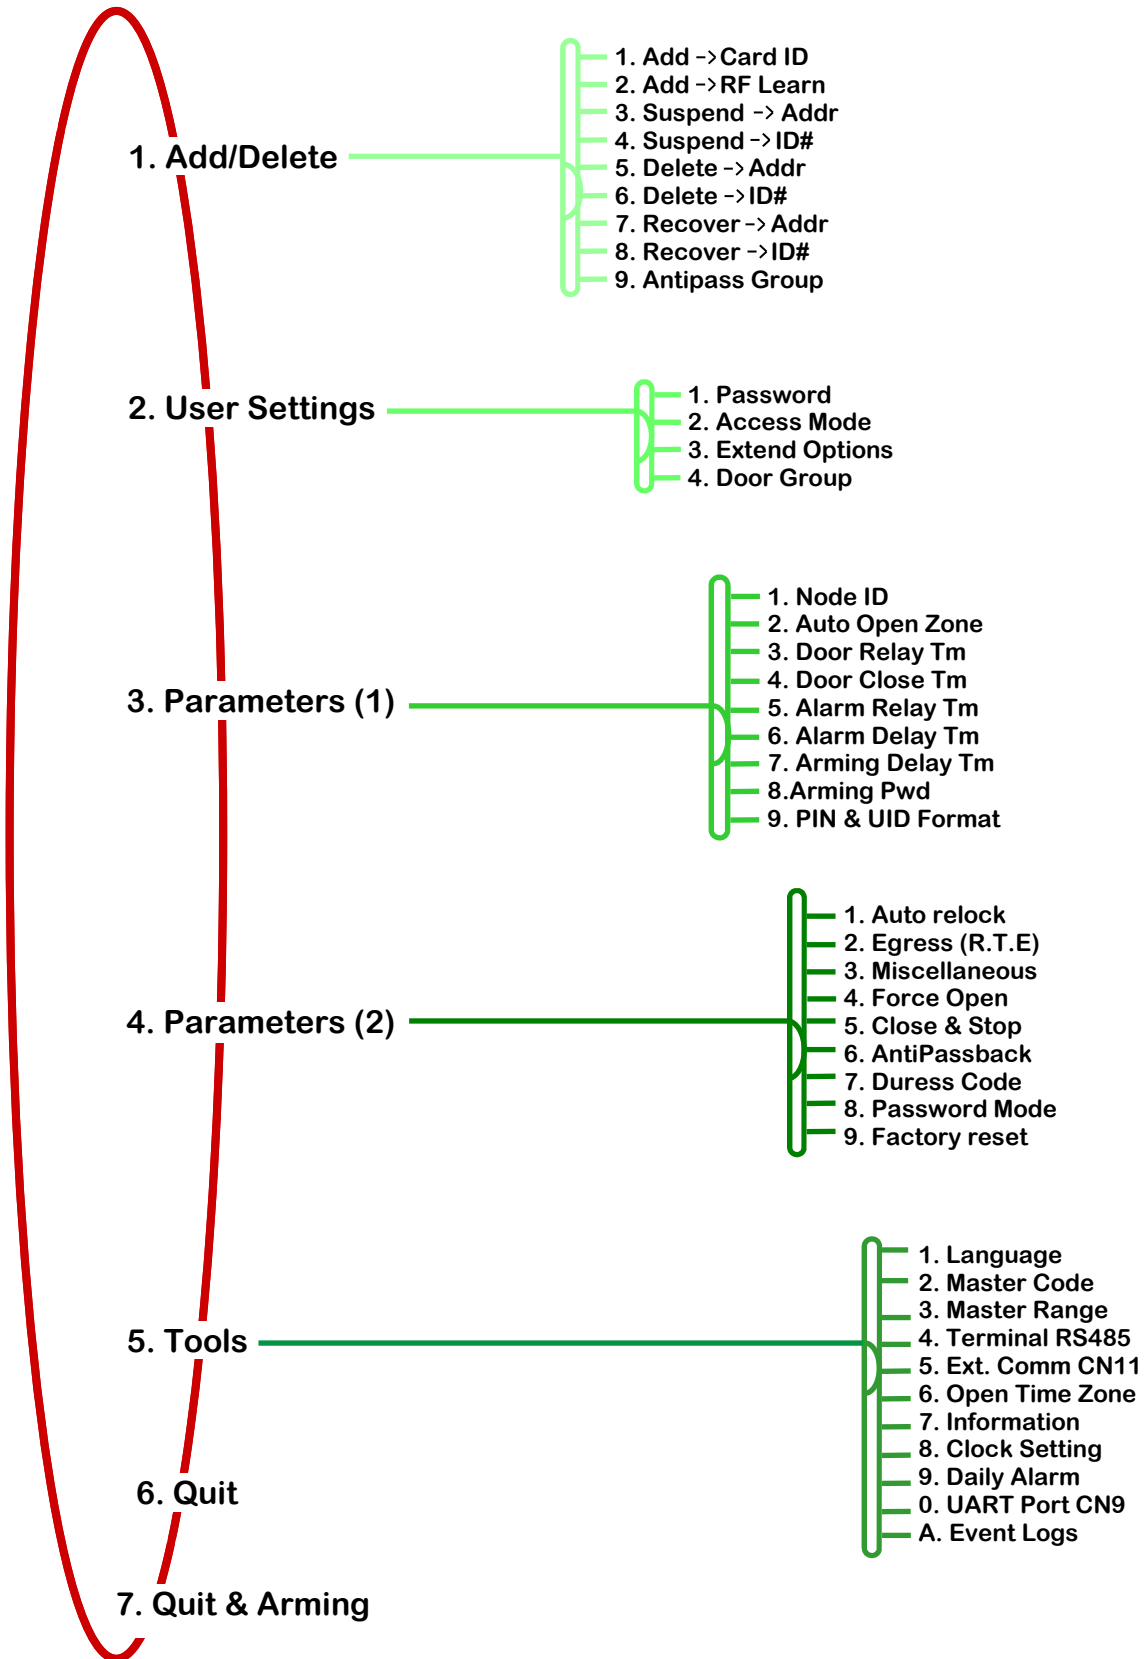 1. Add/Delete
1. Add ->Card ID
2. Add ->RF Learn
3. Suspend -> Addr
4. Suspend ->ID#
5. Delete ->Addr
6. Delete ->ID#
7. Recover -> Addr
8. Recover ->ID#
9. Antipass Group
2. User Settings
1. Password
2. Access Mode
3. Extend Options
4. Door Group
3. Parameters (1)
1. Node ID
2. Auto Open Zone
3. Door Relay Tm
4. Door Close Tm
5. Alarm Relay Tm
6. Alarm Delay Tm
7. Arming Delay Tm
8.Arming Pwd
9. PIN & UID Format
4. Parameters (2)
1. Auto relock
2. Egress (R.T.E)
3. Miscellaneous
4. Force Open
5. Close & Stop
6. AntiPassback
7. Duress Code
8. Password Mode
9. Factory reset
5. Tools
1. Language
2. Master Code
3. Master Range
4. Terminal RS485
5. Ext. Comm CN11
6. Open Time Zone
7. Information
8. Clock Setting
9. Daily Alarm
0. UART Port CN9
A. Event Logs
6. Quit
7. Quit & Arming